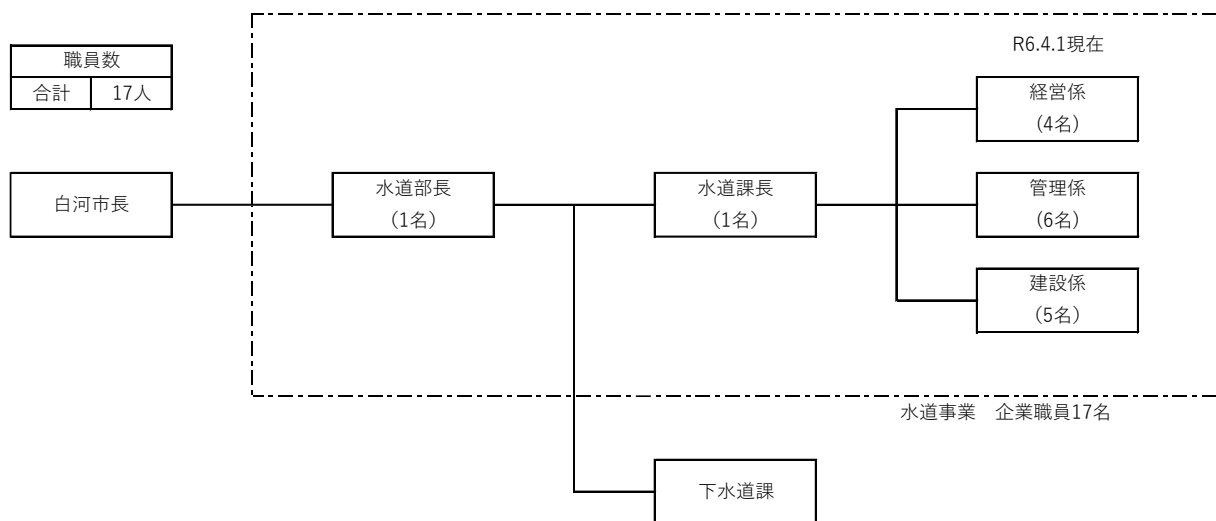 R6.4.1現在
職員数
合計 17人
経営係
(4名)
白河市長
水道部長
(1名)
水道課長
(1名)
管理係
(6名)
建設係
(5名)
水道事業　企業職員17名
下水道課